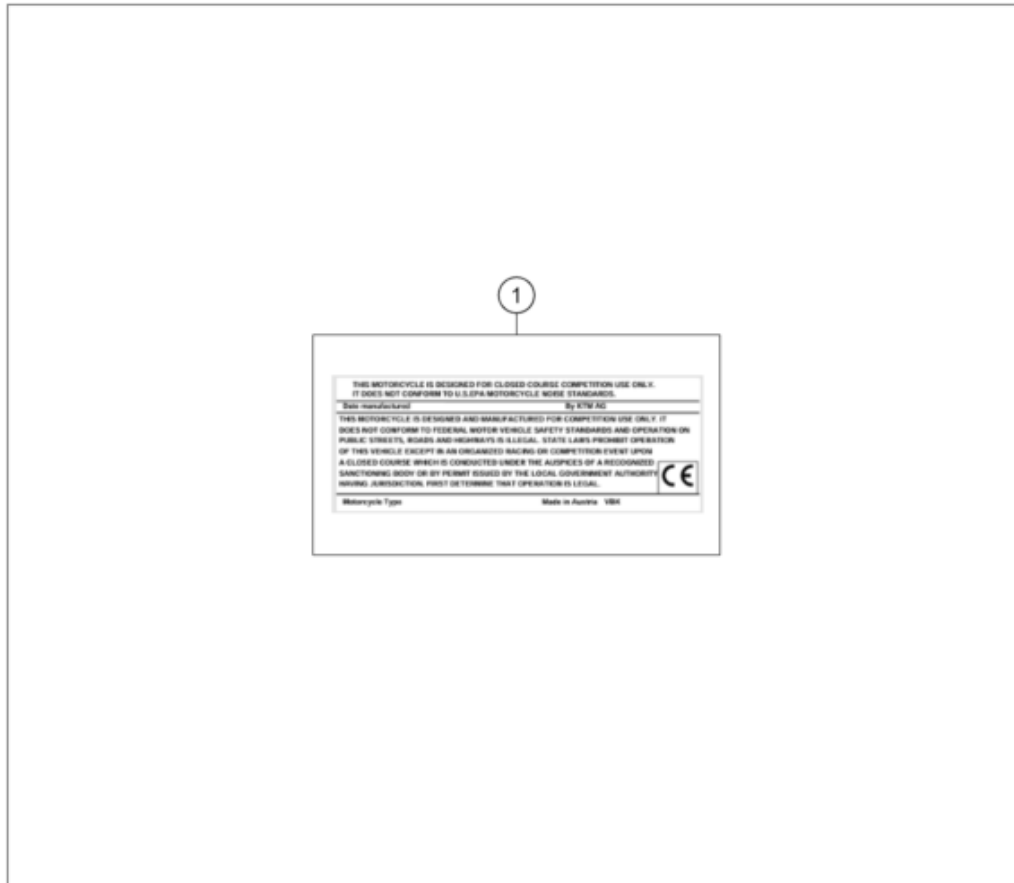 1
THIS MOTORCYCLE IS DESIGNED FOR CLOSED COURSE COMPETITION USE ONLY.
IT DOES NOT CONFORM TO U.S.EPA MOTORCYCLE NOISE STANDARDS.
Date manufactured By KTM AG
THIS MOTORCYCLE IS DESIGNED AND MANUFACTURED FOR COMPETITION USE ONLY. IT
DOES NOT CONFORM TO FEDERAL MOTOR VEHICLE SAFETY STANDARDS AND OPERATION ON
PUBLIC STREETS, ROADS AND HIGHWAYS IS ILLEGAL. STATE LAWS PROHIBIT OPERATION
OF THIS VEHICLE EXCEPT IN AN ORGANIZED RACING OR COMPETITION EVENT UPON
A CLOSED COURSE WHICH IS CONDUCTED UNDER THE AUSPICES OF A RECOGNIZED
SANCTIONING BODY OR BY PERMIT ISSUED BY THE LOCAL GOVERNMENT AUTHORITY
HAVING JURISDICTION. FIRST DETERMINE THAT OPERATION IS LEGAL.
CE
Motorcycle Type Made in Austria